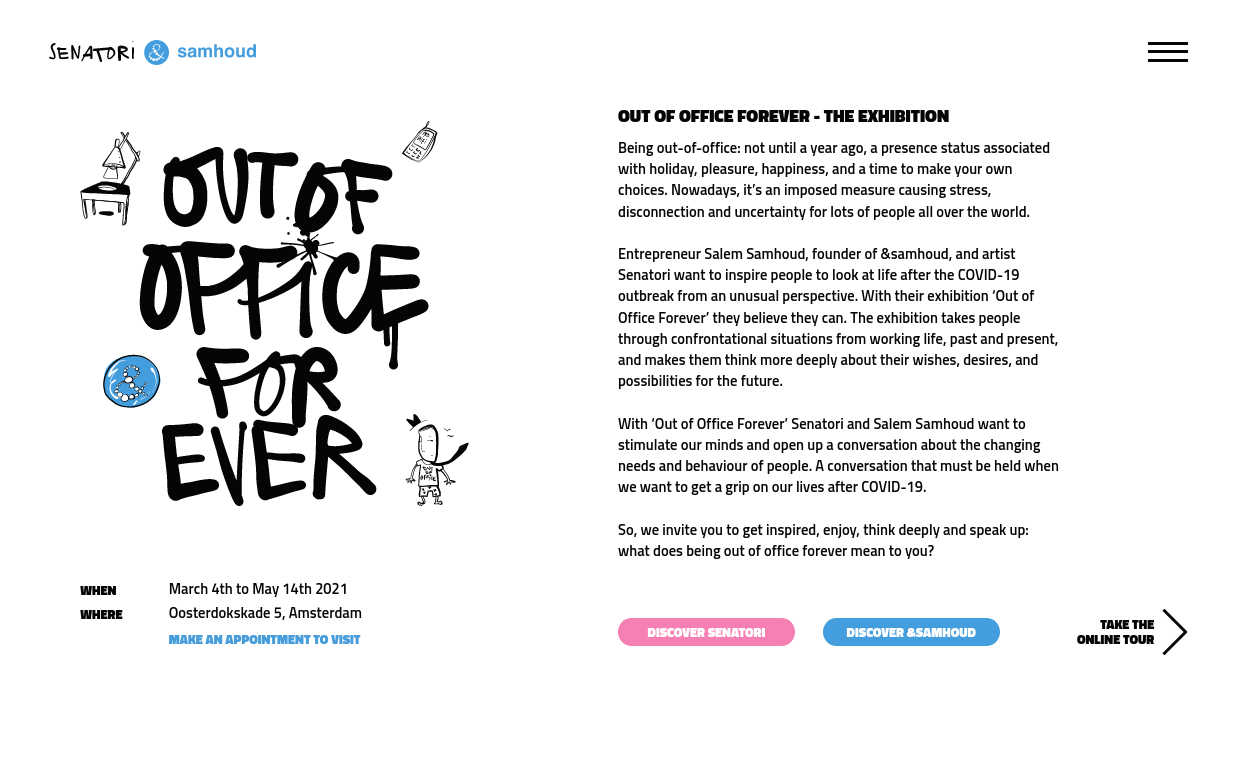 SENATORi & samhoud
OUT OF
OFFiCE
FOR
EVER
WHEN March 4th to May 14th 2021
WHERE Oosterdokskade 5, Amsterdam
MAKE AN APPOINTMENT TO VISIT
OUT OF OFFICE FOREVER - THE EXHIBITION
Being out-of-office: not until a year ago, a presence status associated
with holiday, pleasure, happiness, and a time to make your own
choices. Nowadays, it’s an imposed measure causing stress,
disconnection and uncertainty for lots of people all over the world.
Entrepreneur Salem Samhoud, founder of &samhoud, and artist
Senatori want to inspire people to look at life after the COVID-19
outbreak from an unusual perspective. With their exhibition ‘Out of
Office Forever’ they believe they can. The exhibition takes people
through confrontational situations from working life, past and present,
and makes them think more deeply about their wishes, desires, and
possibilities for the future.
With ‘Out of Office Forever’ Senatori and Salem Samhoud want to
stimulate our minds and open up a conversation about the changing
needs and behaviour of people. A conversation that must be held when
we want to get a grip on our lives after COVID-19.
So, we invite you to get inspired, enjoy, think deeply and speak up:
what does being out of office forever mean to you?
DISCOVER SENATORI
DISCOVER &SAMHOUD
TAKE THE
ONLINE TOUR